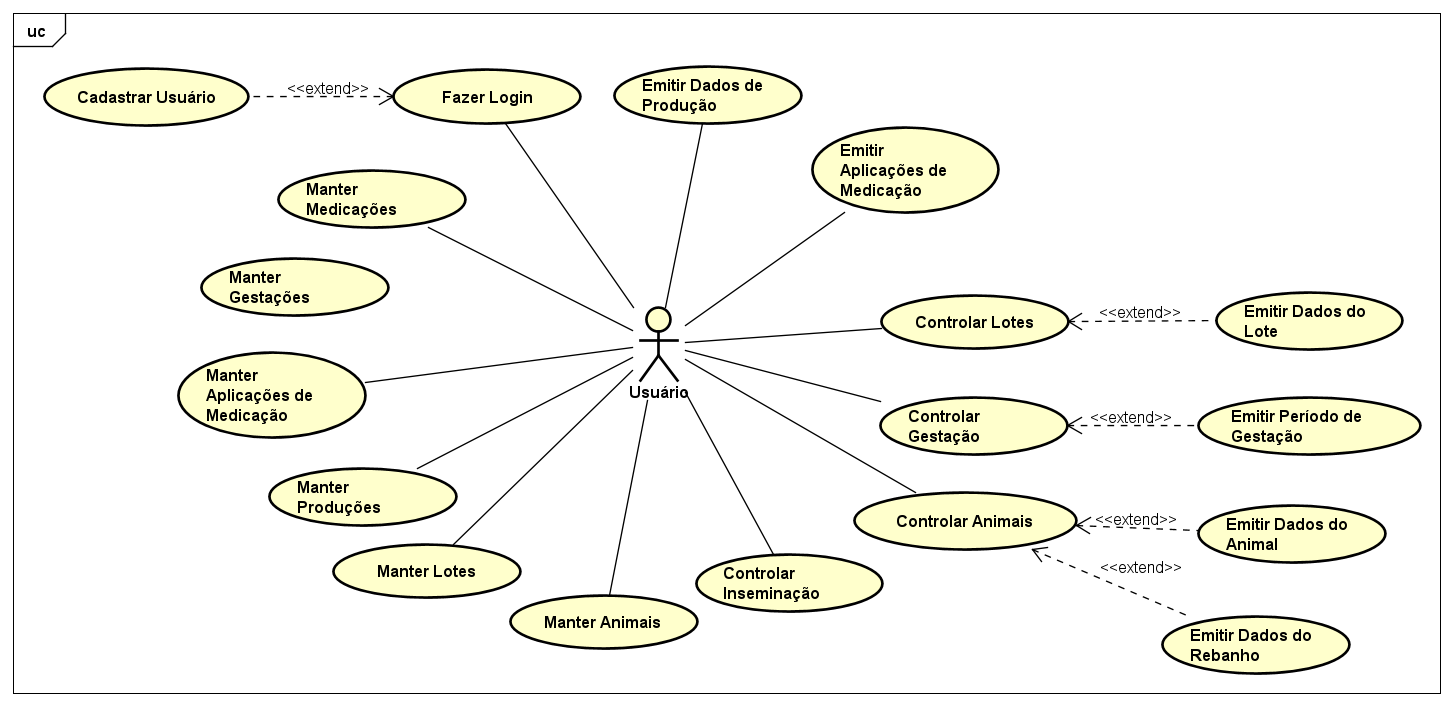 uc
Cadastrar Usuário
<<extend>>
Fazer Login
Emitir Dados de
Produção
Emitir
Aplicações de
Medicação
Manter
Medicações
Manter
Gestações
Controlar Lotes
<<extend>>
Emitir Dados do
Lote
Usuário
Manter
Aplicações de
Medicação
Controlar
Gestação
<<extend>>
Emitir Período de
Gestação
Manter
Produções
Controlar Animais
<<extend>>
Emitir Dados do
Animal
<<extend>>
Manter Lotes
Controlar
Inseminação
Manter Animais
Emitir Dados do
Rebanho